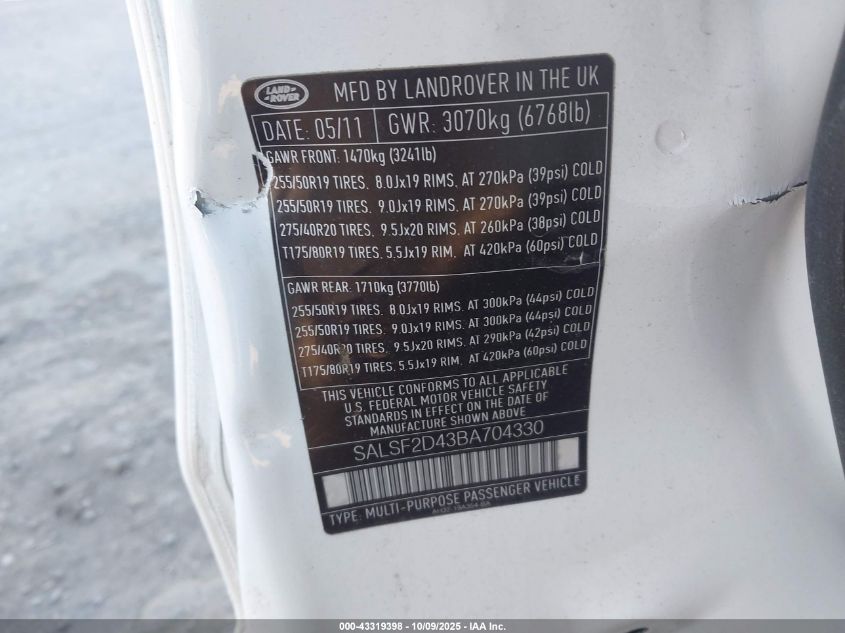 LAND ROVER
MFD BY LANDROVER IN THE UK
DATE: 05/11 GWR: 3070kg (6768lb)
GAWR FRONT: 1470kg (3241lb)
255/50R19 TIRES. 8.0Jx19 RIMS. AT 270kPa (39psi) COLD
255/50R19 TIRES. 9.0Jx19 RIMS. AT 270kPa (39psi) COLD
275/40R20 TIRES. 9.5Jx20 RIMS. AT 260kPa (38psi) COLD
T175/80R19 TIRES. 5.5Jx19 RIM. AT 420kPa (60psi) COLD
GAWR REAR: 1710kg (3770lb)
255/50R19 TIRES. 8.0Jx19 RIMS. AT 300kPa (44psi) COLD
255/50R19 TIRES. 9.0Jx19 RIMS. AT 300kPa (44psi) COLD
275/40R20 TIRES. 9.5Jx20 RIMS. AT 290kPa (42psi) COLD
T175/80R19 TIRES. 5.5Jx19 RIM. AT 420kPa (60psi) COLD
THIS VEHICLE CONFORMS TO ALL APPLICABLE
U.S. FEDERAL MOTOR VEHICLE SAFETY
STANDARDS IN EFFECT ON THE DATE OF
MANUFACTURE SHOWN ABOVE
SALSF2D43BA704330
TYPE: MULTI-PURPOSE PASSENGER VEHICLE
000-43319398 - 10/09/2025 - IAA Inc.